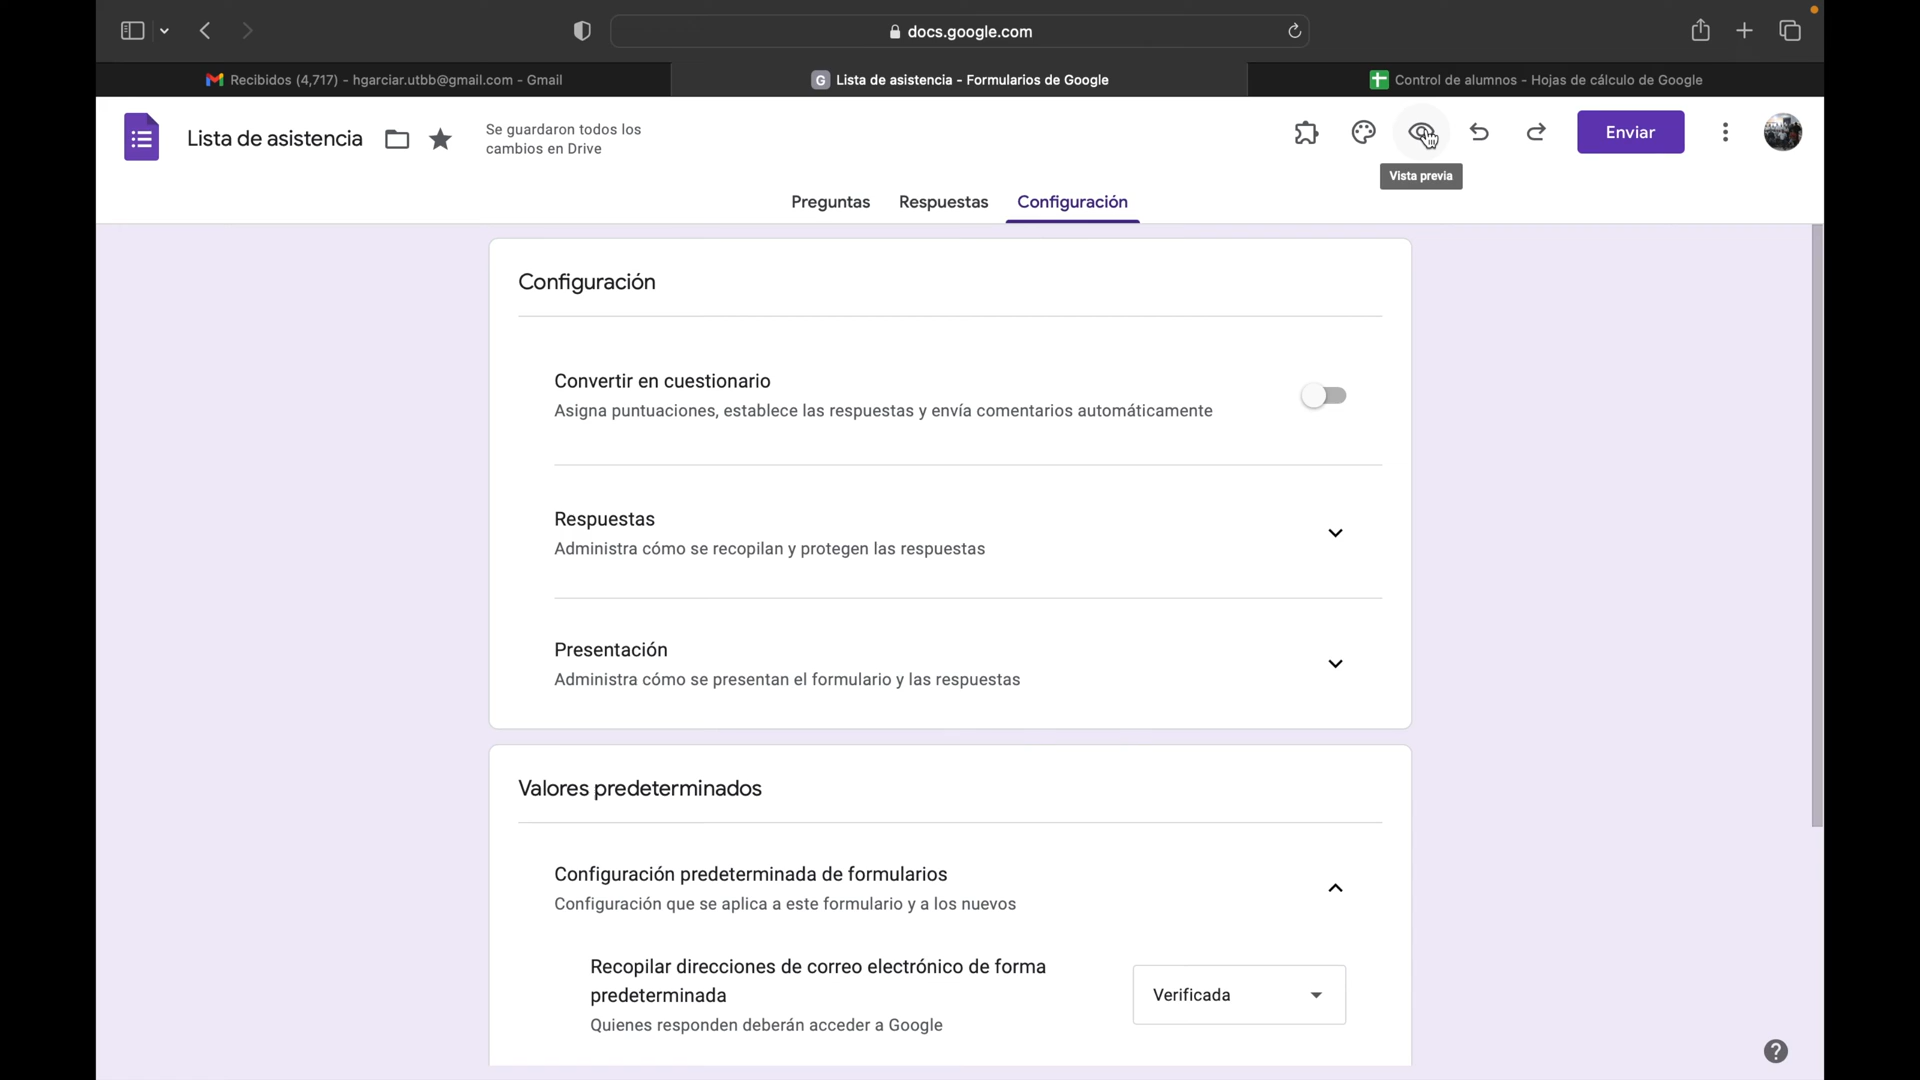 docs.google.com
Recibidos (4,717) - hgarciar.utbb@gmail.com - Gmail
G Lista de asistencia - Formularios de Google
Control de alumnos - Hojas de cálculo de Google
Lista de asistencia
Se guardaron todos los
cambios en Drive
Enviar
Vista previa
Preguntas
Respuestas
Configuración
Configuración
Convertir en cuestionario
Asigna puntuaciones, establece las respuestas y envía comentarios automáticamente
Respuestas
Administra cómo se recopilan y protegen las respuestas
Presentación
Administra cómo se presentan el formulario y las respuestas
Valores predeterminados
Configuración predeterminada de formularios
Configuración que se aplica a este formulario y a los nuevos
Recopilar direcciones de correo electrónico de forma
predeterminada
Verificada
Quienes responden deberán acceder a Google
?